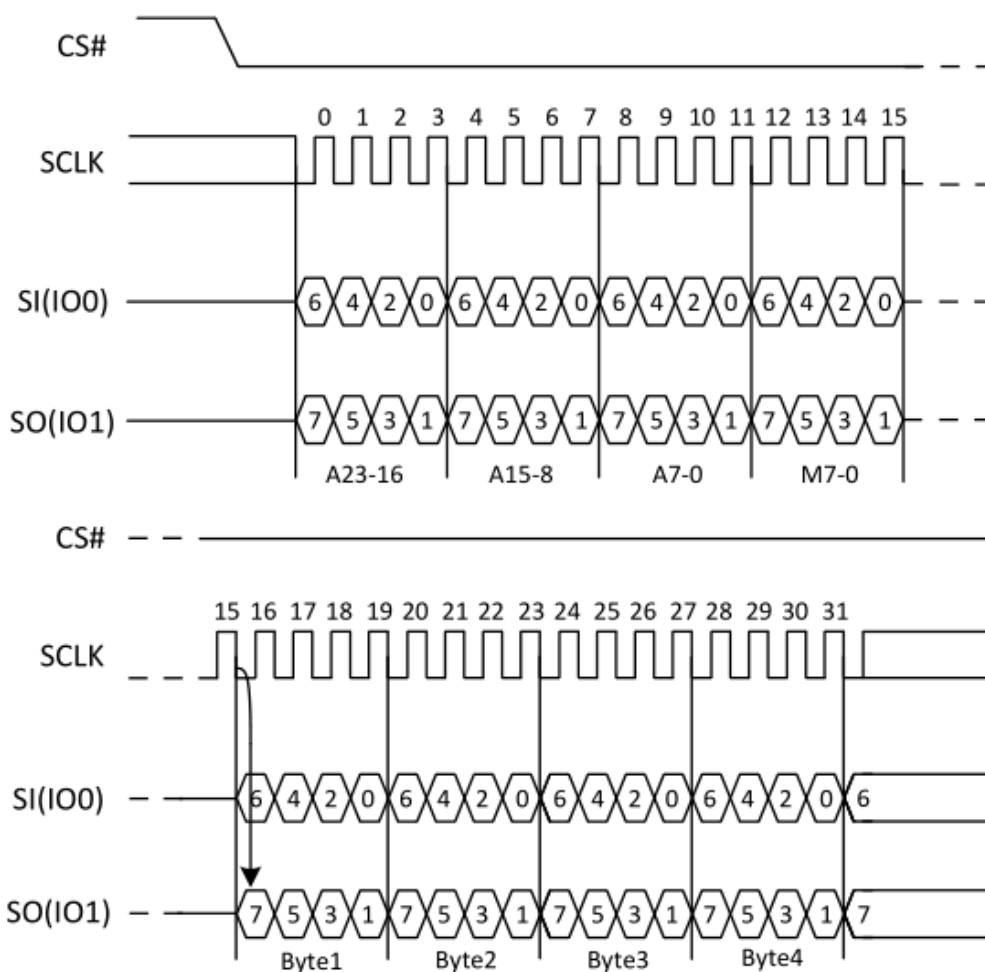 CS#
0 1 2 3 4 5 6 7 8 9 10 11 12 13 14 15
SCLK
SI(IO0) 6 4 2 0 6 4 2 0 6 4 2 0 6 4 2 0
SO(IO1) 7 5 3 1 7 5 3 1 7 5 3 1 7 5 3 1
A23-16 A15-8 A7-0 M7-0
CS#
15 16 17 18 19 20 21 22 23 24 25 26 27 28 29 30 31
SCLK
SI(IO0) 6 4 2 0 6 4 2 0 6 4 2 0 6 4 2 0 6
SO(IO1) 7 5 3 1 7 5 3 1 7 5 3 1 7 5 3 1 7
Byte1 Byte2 Byte3 Byte4